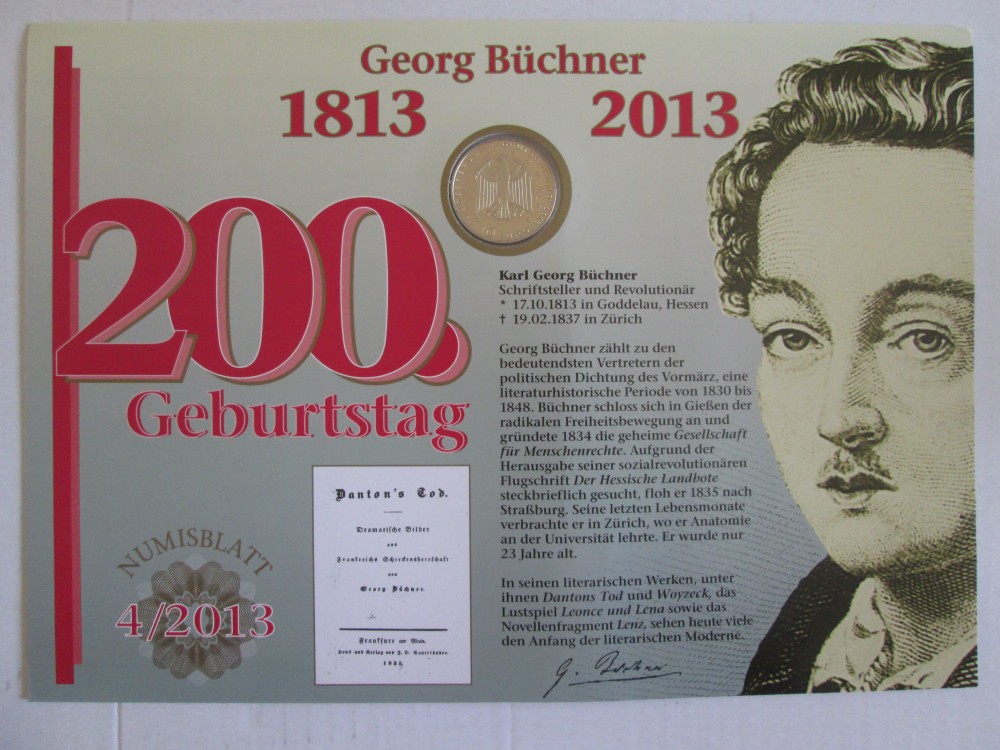 Georg Büchner
1813 2013
200.
Geburtstag
Karl Georg Büchner
Schriftsteller und Revolutionär
* 17.10.1813 in Goddelau, Hessen
† 19.02.1837 in Zürich
Georg Büchner zählt zu den
bedeutendsten Vertretern der
politischen Dichtung des Vormärz, eine
literaturhistorische Periode von 1830 bis
1848. Büchner schloss sich in Gießen der
radikalen Freiheitsbewegung an und
gründete 1834 die geheime Gesellschaft
für Menschenrechte. Aufgrund der
Herausgabe seiner sozialrevolutionären
Flugschrift Der Hessische Landbote
steckbrieflich gesucht, floh er 1835 nach
Straßburg. Seine letzten Lebensmonate
verbrachte er in Zürich, wo er Anatomie
an der Universität lehrte. Er wurde nur
23 Jahre alt.
In seinen literarischen Werken, unter
ihnen Dantons Tod und Woyzeck, das
Lustspiel Leonce und Lena sowie das
Novellenfragment Lenz, sehen heute viele
den Anfang der literarischen Moderne.
G. Büchner
Danton's Tod.
Dramatische Bilder
aus
Frankreichs Schreckensherrschaft
von
Georg Büchner.
Frankfurt am Main.
Druck und Verlag von J. D. Sauerländer.
1835.
NUMISBLATT
4/2013